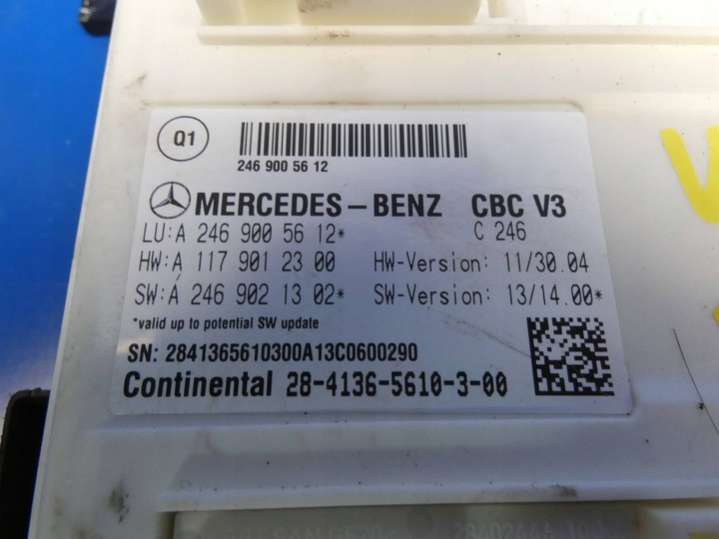 Q1
246 900 56 12
MERCEDES-BENZ CBC V3
LU:A 246 900 56 12* C 246
HW:A 117 901 23 00 HW-Version: 11/30.04
SW:A 246 902 13 02* SW-Version: 13/14.00*
*valid up to potential SW update
SN: 2841365610300A13C0600290
Continental 28-4136-5610-3-00